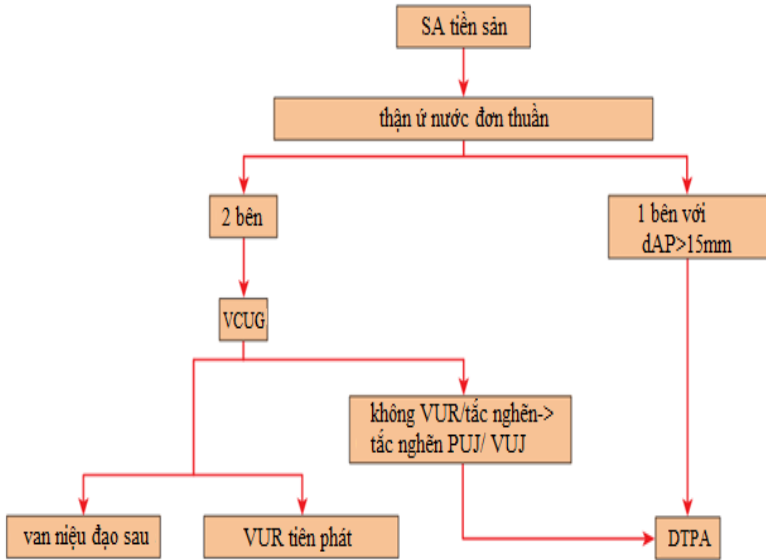 SA tiền sản
thận ứ nước đơn thuần
2 bên
1 bên với
dAP>15mm
VCUG
không VUR/tắc nghẽn->
tắc nghẽn PUJ/ VUJ
van niệu đạo sau
VUR tiên phát
DTPA